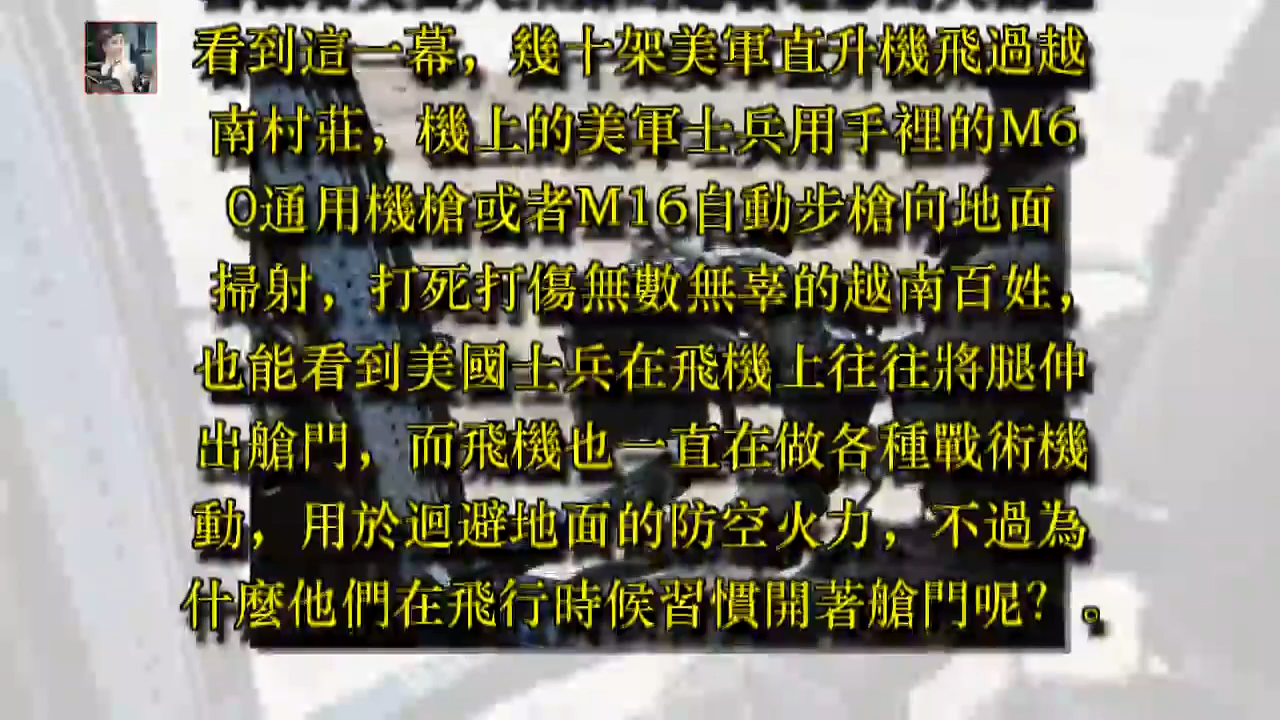 看到這一幕，幾十架美軍直升機飛過越
南村莊，機上的美軍士兵用手裡的M6
0通用機槍或者M16自動步槍向地面
掃射，打死打傷無數無辜的越南百姓，
也能看到美國士兵在飛機上往往將腿伸
出艙門，而飛機也一直在做各種戰術機
動，用於迴避地面的防空火力，不過為
什麼他們在飛行時候習慣開著艙門呢？。